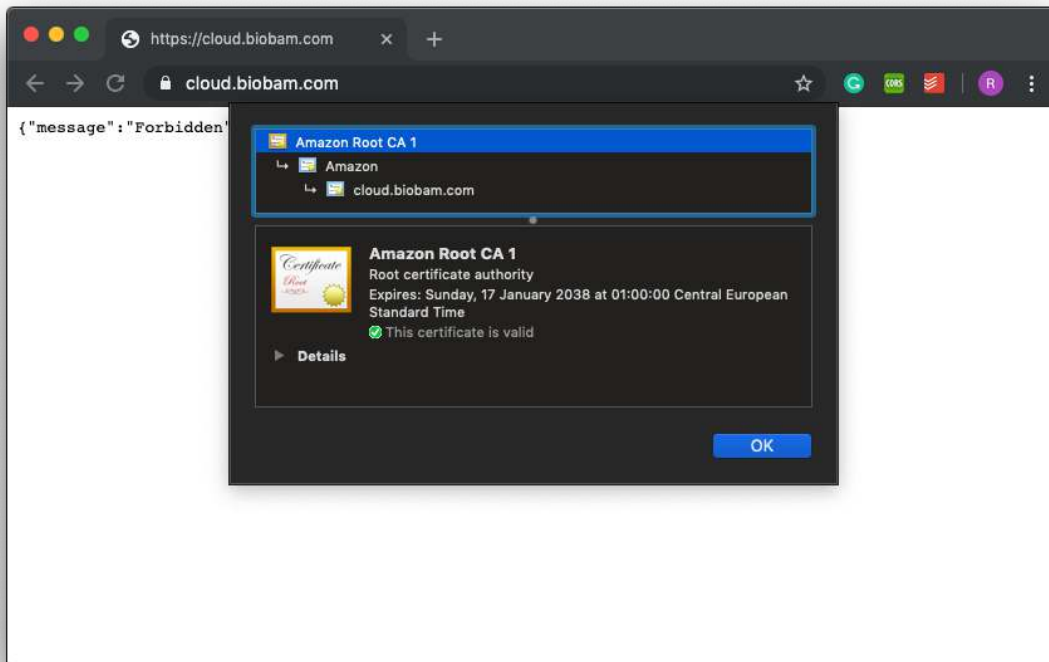 https://cloud.biobam.com
cloud.biobam.com
CORS
R
{"message":"Forbidden"
Amazon Root CA 1
Amazon
cloud.biobam.com
Certificate
Root
Amazon Root CA 1
Root certificate authority
Expires: Sunday, 17 January 2038 at 01:00:00 Central European
Standard Time
This certificate is valid
Details
OK